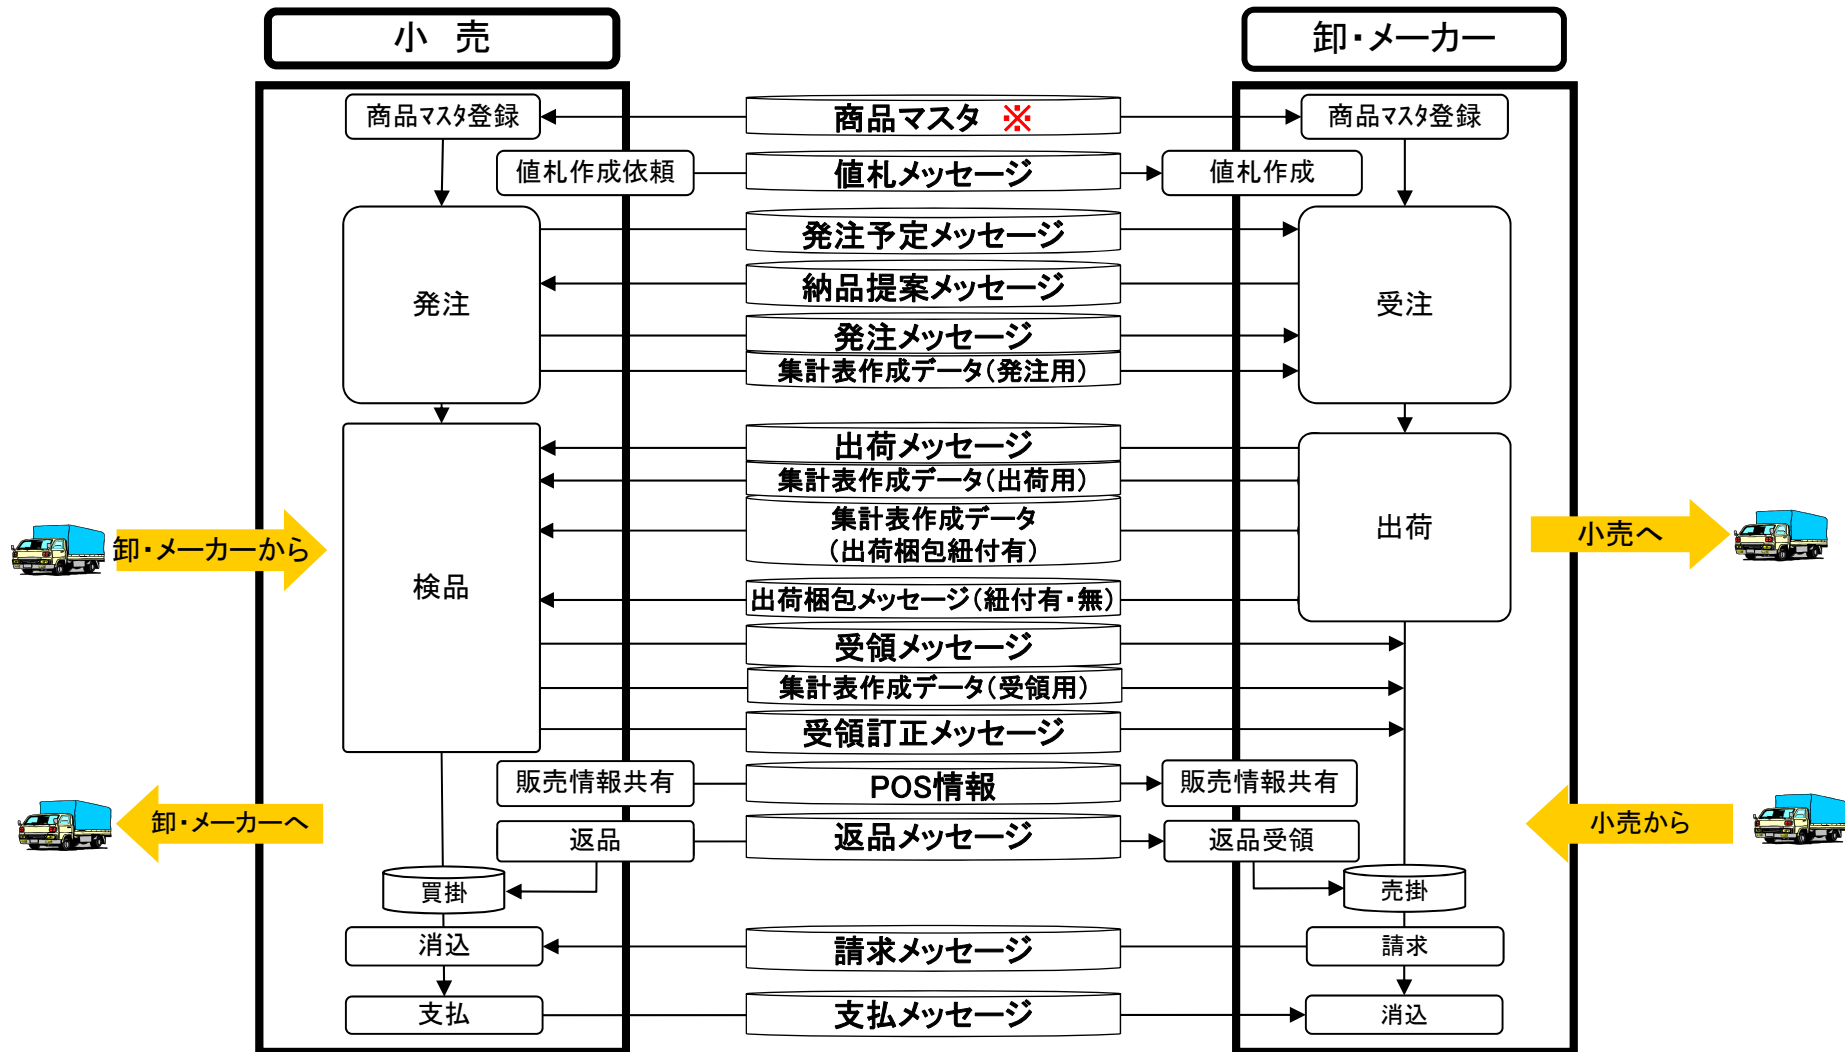 小 売
卸・メーカー
商品マスタ登録
商品マスタ ※
商品マスタ登録
値札作成依頼
値札メッセージ
値札作成
発注予定メッセージ
納品提案メッセージ
発注
受注
発注メッセージ
集計表作成データ(発注用)
出荷メッセージ
集計表作成データ(出荷用)
集計表作成データ
(出荷梱包紐付有)
卸・メーカーから
検品
出荷
小売へ
出荷梱包メッセージ(紐付有・無)
受領メッセージ
集計表作成データ(受領用)
受領訂正メッセージ
販売情報共有
POS情報
販売情報共有
卸・メーカーへ
返品
返品メッセージ
返品受領
小売から
買掛
売掛
消込
請求メッセージ
請求
支払
支払メッセージ
消込